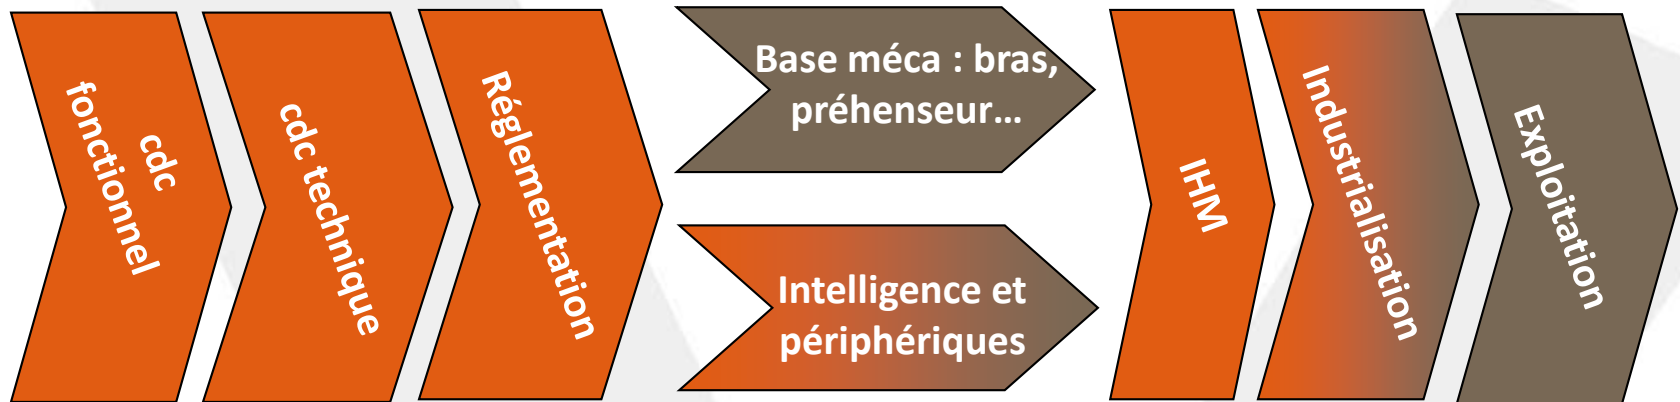 cdc
fonctionnel
cdc technique
Réglementation
Base méca : bras,
préhenseur…
Intelligence et
périphériques
IHM
Industrialisation
Exploitation